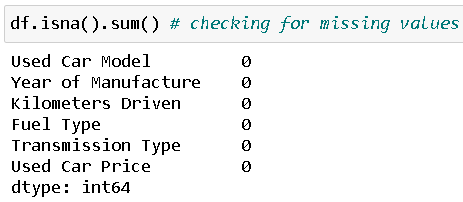 df.isna().sum() # checking for missing values
Used Car Model 0
Year of Manufacture 0
Kilometers Driven 0
Fuel Type 0
Transmission Type 0
Used Car Price 0
dtype: int64